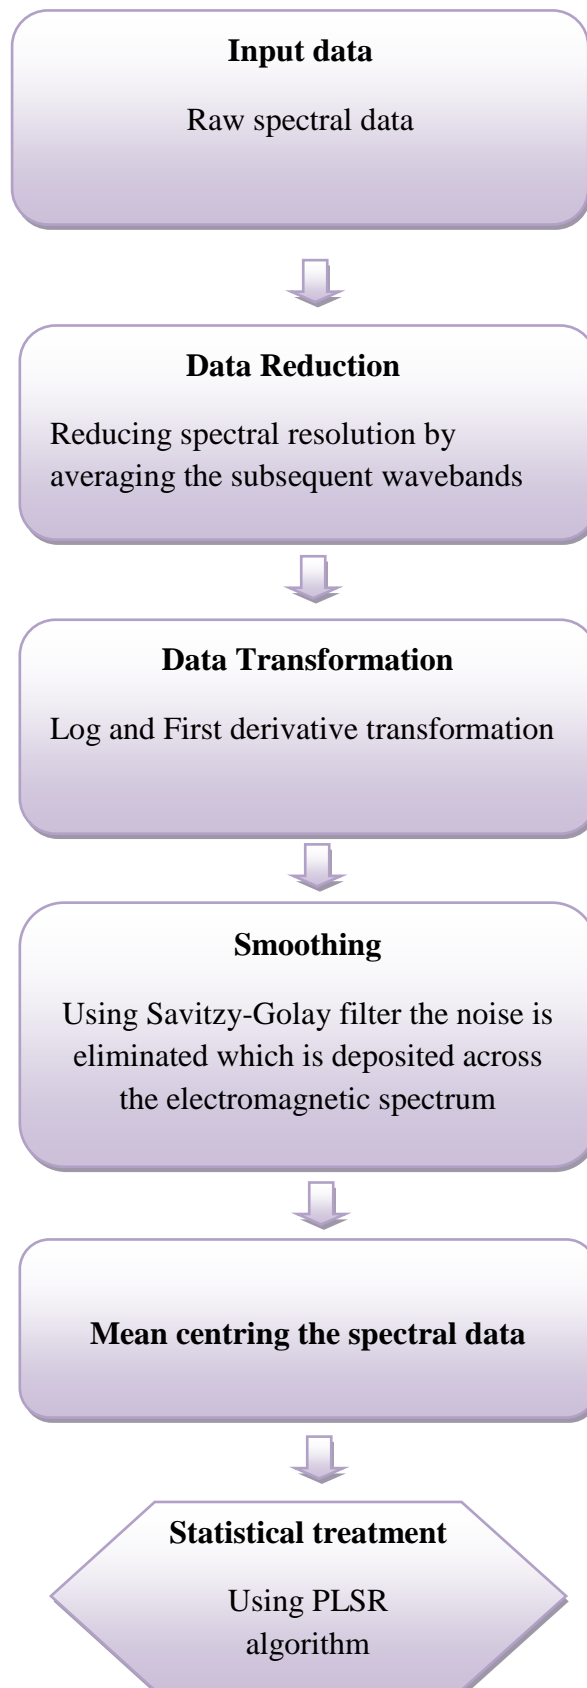 Input data
Raw spectral data
Data Reduction
Reducing spectral resolution by
averaging the subsequent wavebands
Data Transformation
Log and First derivative transformation
Smoothing
Using Savitzy-Golay filter the noise is
eliminated which is deposited across
the electromagnetic spectrum
Mean centring the spectral data
Statistical treatment
Using PLSR
algorithm